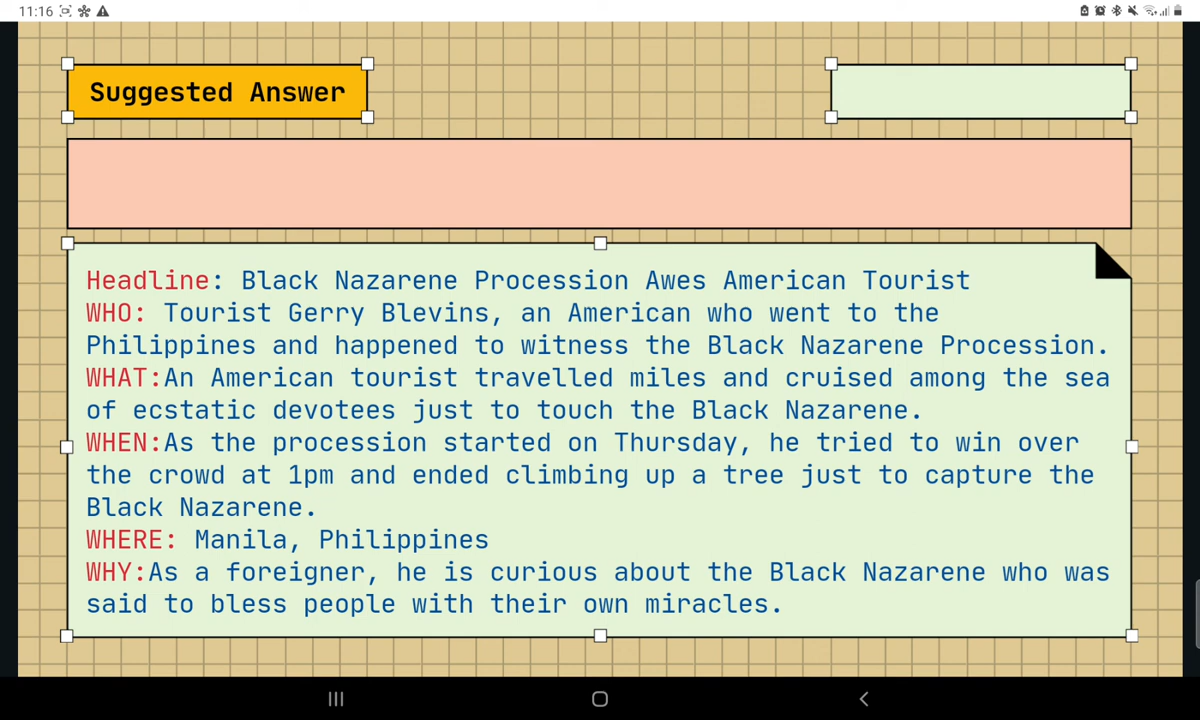 11:16
Suggested Answer
Headline: Black Nazarene Procession Awes American Tourist
WHO: Tourist Gerry Blevins, an American who went to the
Philippines and happened to witness the Black Nazarene Procession.
WHAT:An American tourist travelled miles and cruised among the sea
of ecstatic devotees just to touch the Black Nazarene.
WHEN:As the procession started on Thursday, he tried to win over
the crowd at 1pm and ended climbing up a tree just to capture the
Black Nazarene.
WHERE: Manila, Philippines
WHY:As a foreigner, he is curious about the Black Nazarene who was
said to bless people with their own miracles.